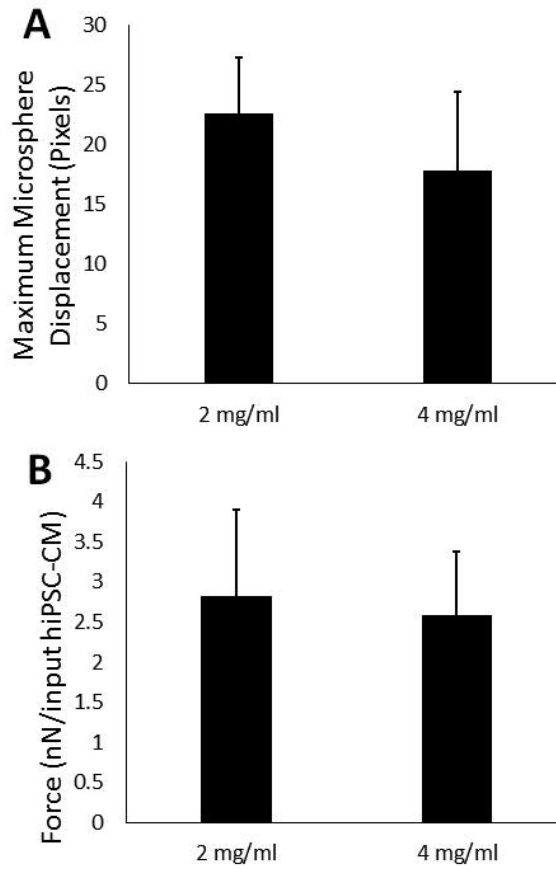 A
Maximum Microsphere
Displacement (Pixels)
30
25
20
15
10
5
0
2 mg/ml
4 mg/ml
B
Force (nN/input hiPSC-CM)
4.5
4
3.5
3
2.5
2
1.5
1
0.5
0
2 mg/ml
4 mg/ml